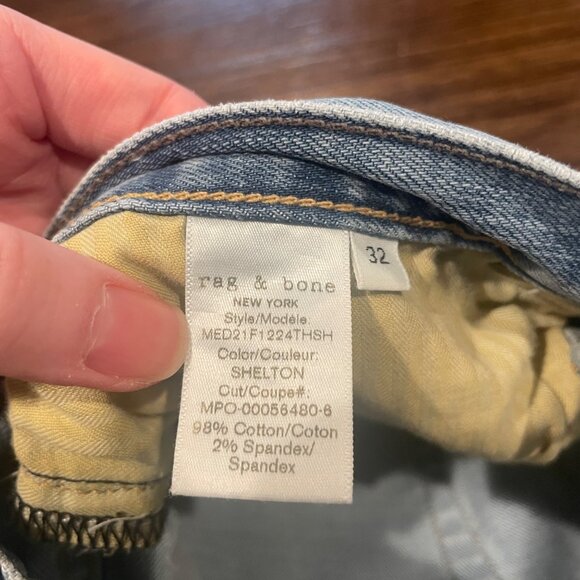 rag & bone
NEW YORK
Style/Modèle:
MED21F1224THSH
Color/Couleur:
SHELTON
Cut/Coupe#:
MPO-00056480-6
98% Cotton/Coton
2% Spandex/
Spandex
32